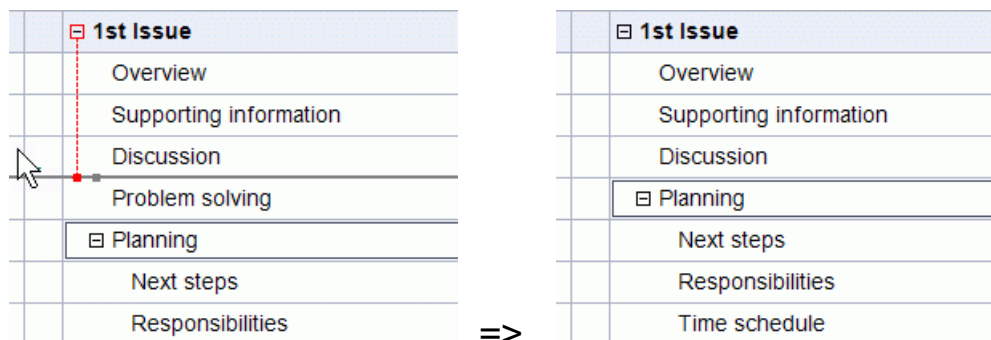 1st Issue
Overview
Supporting information
Discussion
Problem solving
Planning
Next steps
Responsibilities
=>
1st Issue
Overview
Supporting information
Discussion
Planning
Next steps
Responsibilities
Time schedule